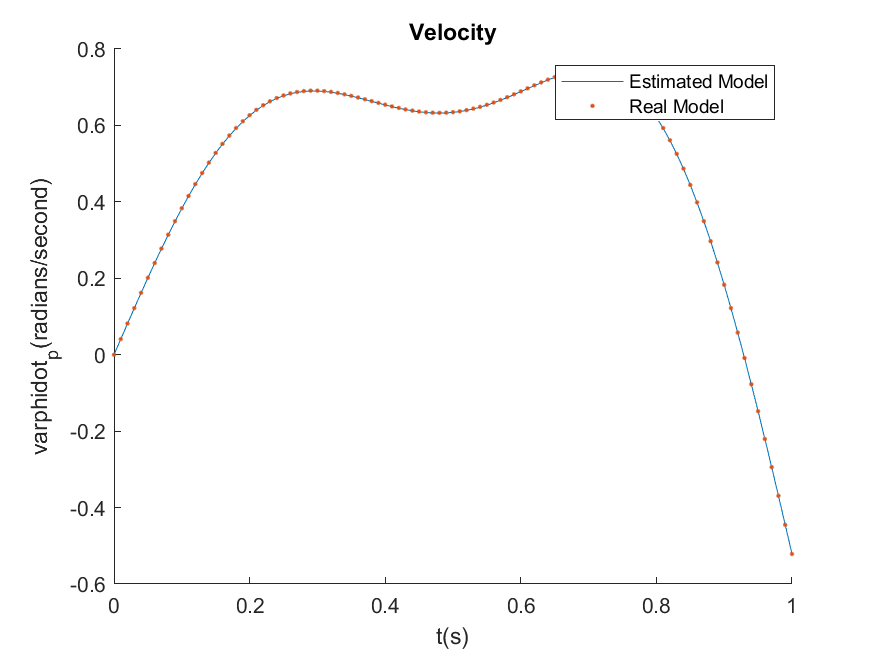 Velocity
Estimated Model
Real Model
0.8
0.6
0.4
0.2
0
-0.2
-0.4
-0.6
varphidot_p(radians/second)
0 0.2 0.4 0.6 0.8 1
t(s)